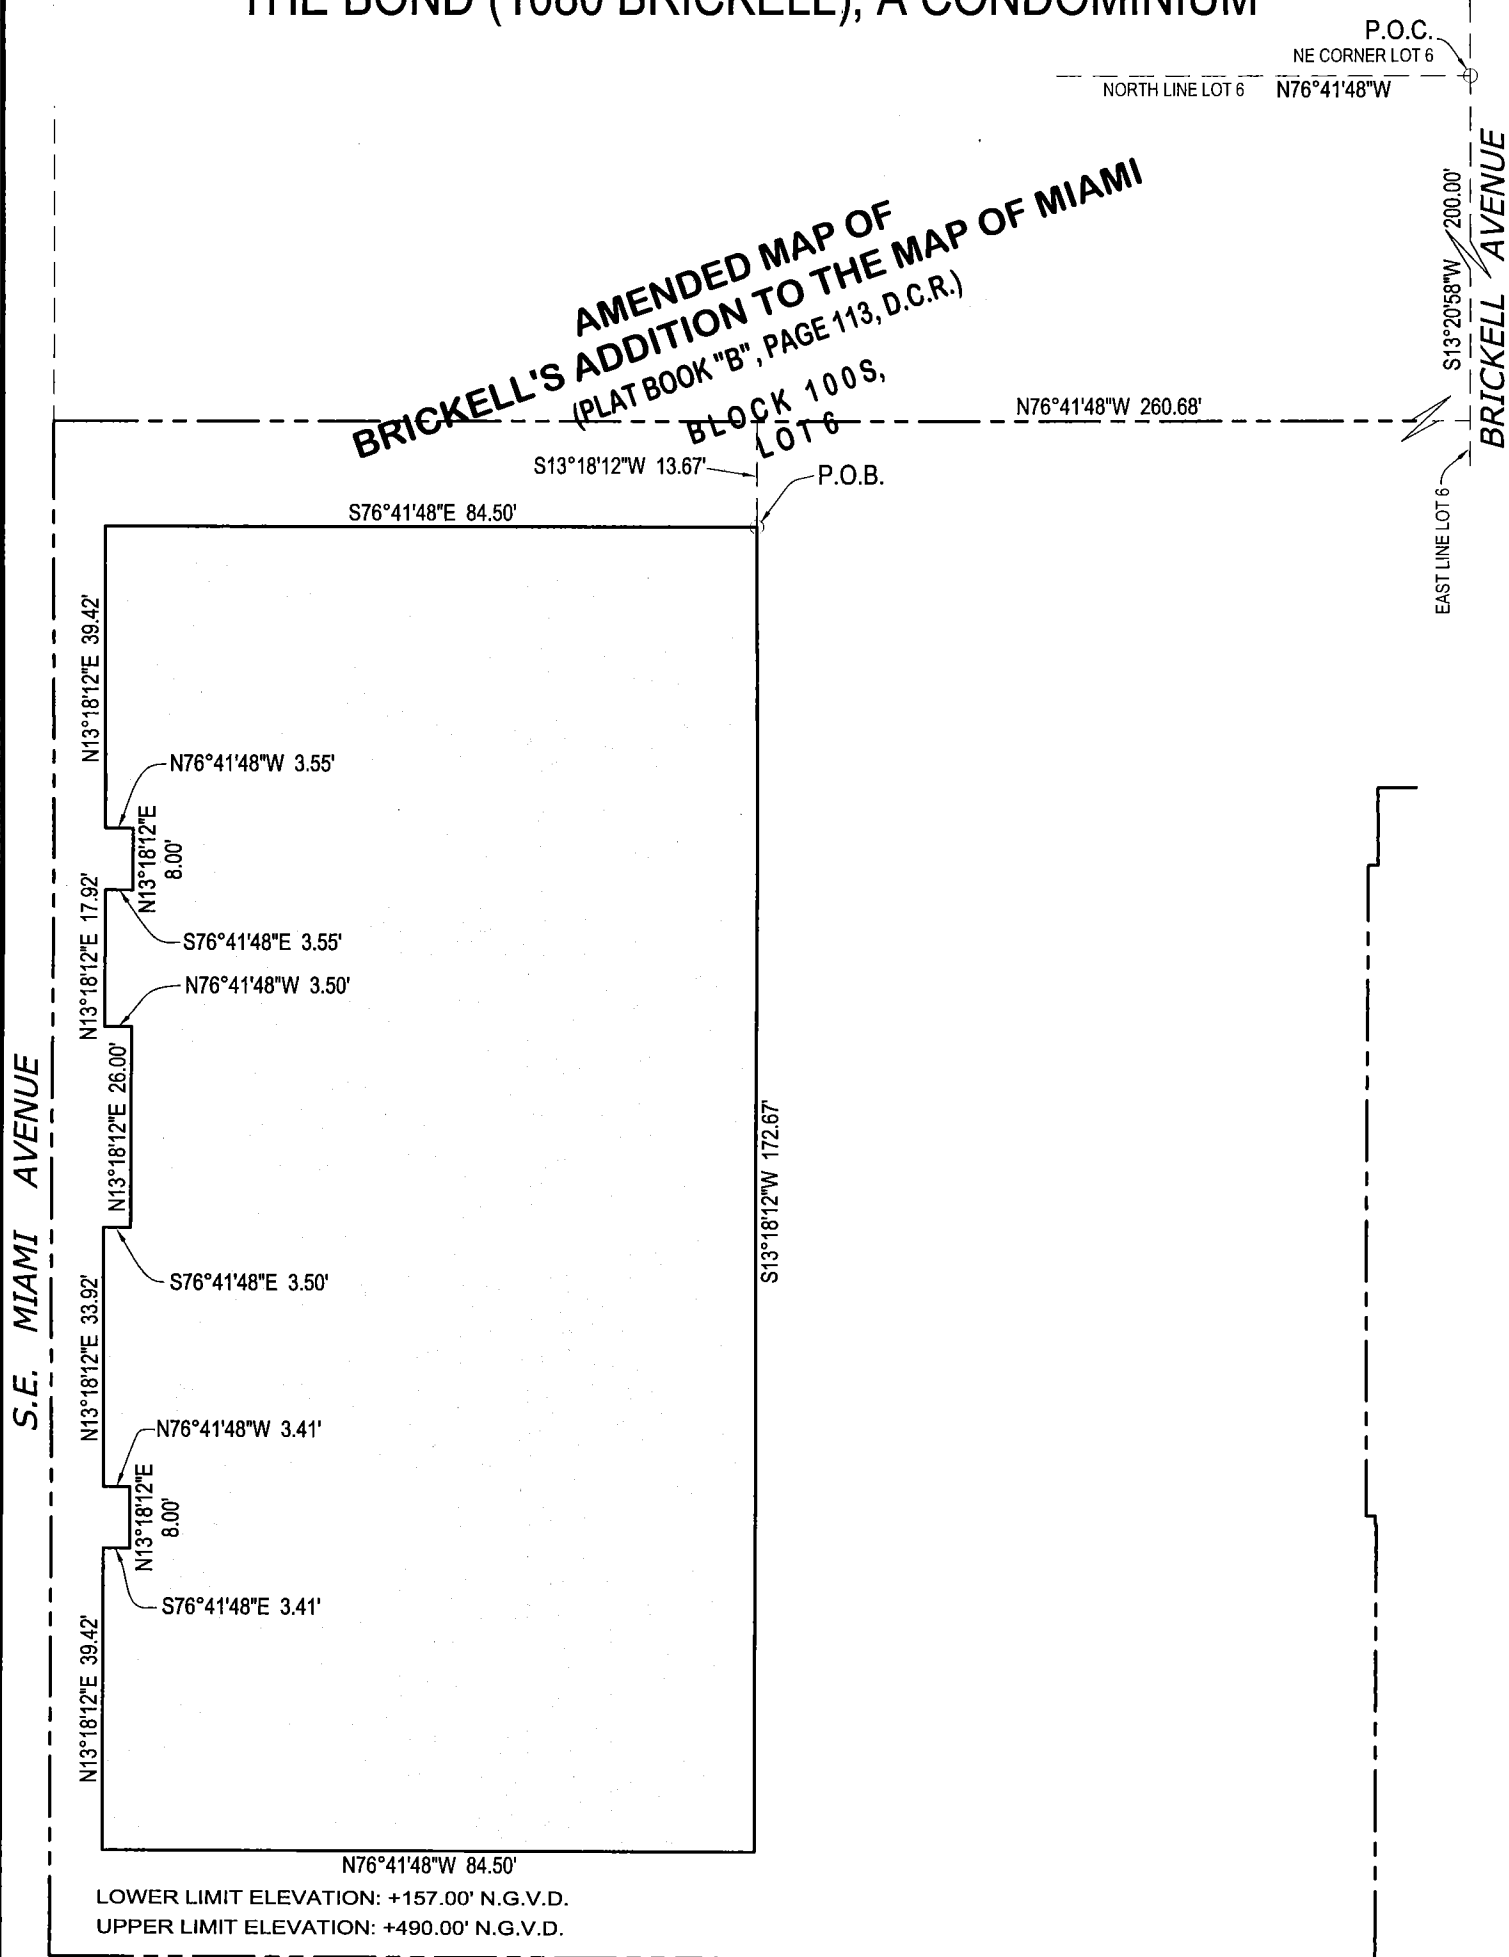 THE BOND (1080 BRICKELL), A CONDOMINIUM
P.O.C.
NE CORNER LOT 6
NORTH LINE LOT 6 N76°41'48"W
BRICKELL AVENUE
S13°20'58"W 200.00'
AMENDED MAP OF
BRICKELL'S ADDITION TO THE MAP OF MIAMI
(PLAT BOOK "B", PAGE 113, D.C.R.)
BLOCK 100S,
LOT 6
N76°41'48"W 260.68'
S13°18'12"W 13.67'
P.O.B.
EAST LINE LOT 6
S76°41'48"E 84.50'
N13°18'12"E 39.42'
N76°41'48"W 3.55'
N13°18'12"E
8.00'
N13°18'12"E 17.92'
S76°41'48"E 3.55'
N76°41'48"W 3.50'
N13°18'12"E 26.00'
S.E. MIAMI AVENUE
S13°18'12"W 172.67'
S76°41'48"E 3.50'
N13°18'12"E 33.92'
N76°41'48"W 3.41'
N13°18'12"E
8.00'
S76°41'48"E 3.41'
N13°18'12"E 39.42'
N76°41'48"W 84.50'
LOWER LIMIT ELEVATION: +157.00' N.G.V.D.
UPPER LIMIT ELEVATION: +490.00' N.G.V.D.